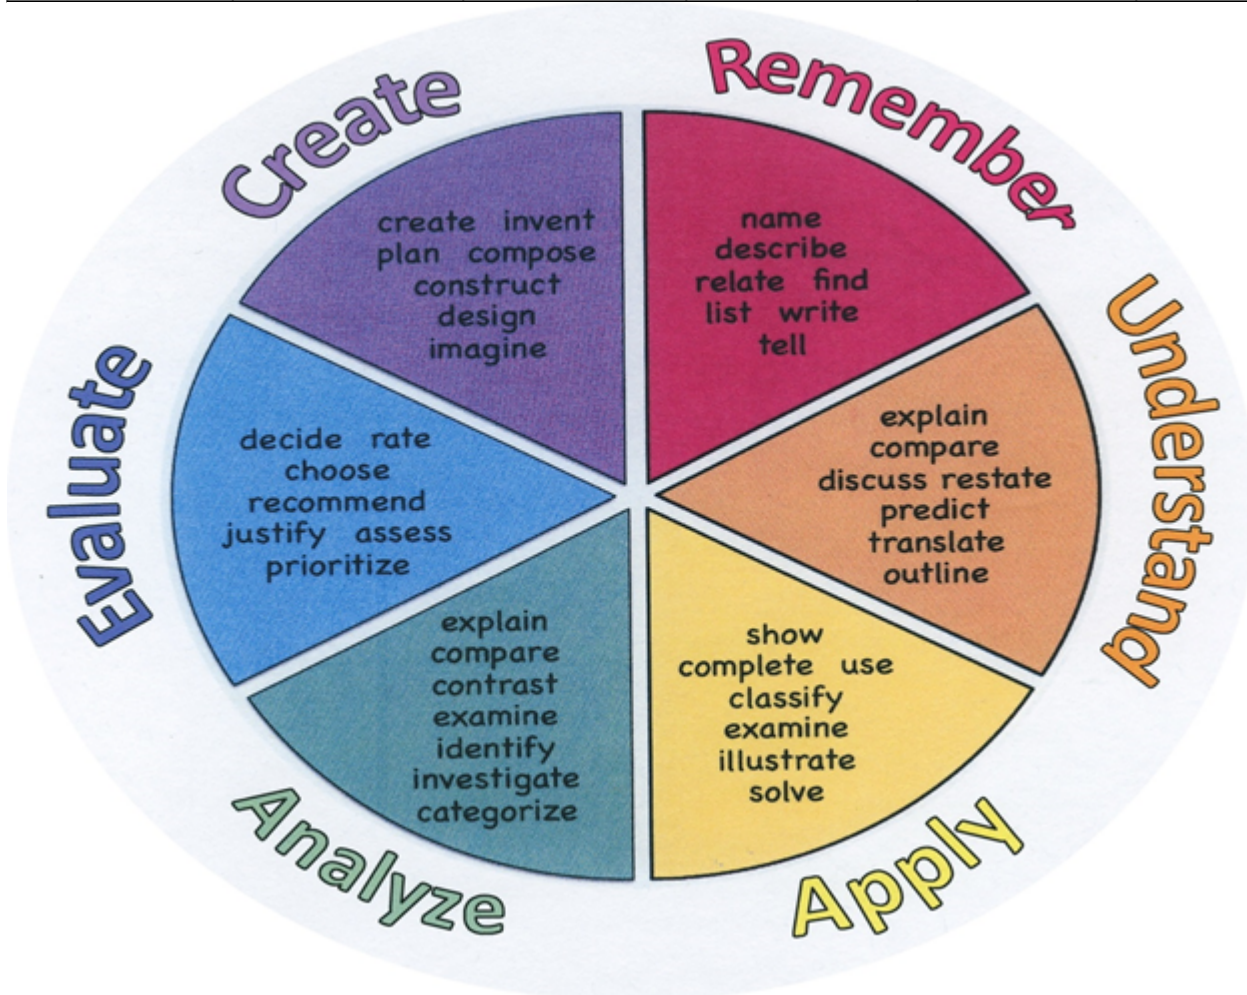 Remember
name
describe
relate find
list write
tell
Understand
explain
compare
discuss restate
predict
translate
outline
Apply
show
complete use
classify
examine
illustrate
solve
Analyze
explain
compare
contrast
examine
identify
investigate
categorize
Evaluate
decide rate
choose
recommend
justify assess
prioritize
Create
create invent
plan compose
construct
design
imagine